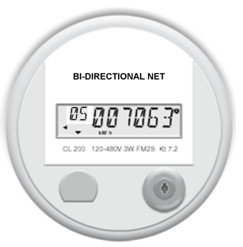 BI-DIRECTIONAL NET
05 007063
kW h
CL 200 120-480V 3W FM2S Kt 7.2